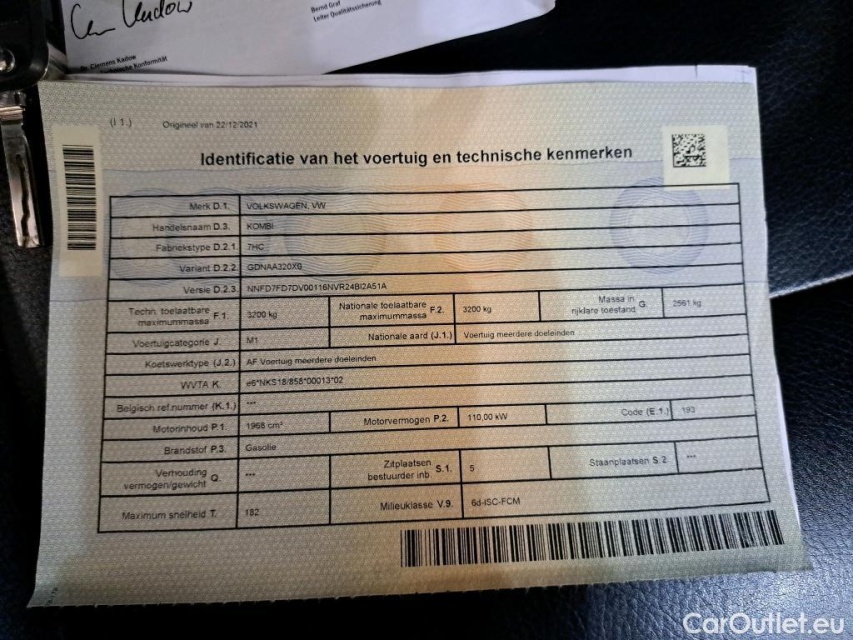 Bernd Graf
Leiter Qualitätssicherung
Dr. Clemens Kadow
Technische Konformität
(I 1.)
Origineel van 22/12/2021
Identificatie van het voertuig en technische kenmerken
Merk D.1. VOLKSWAGEN, VW
Handelsnaam D.3. KOMBI
Fabriekstype D.2.1. 7HC
Variant D.2.2. GDNAA320X0
Versie D.2.3. NNFD7FD7DV00116NVR24BI2A51A
Techn. toelaatbare maximummassa F.1. 3200 kg Nationale toelaatbare maximummassa F.2. 3200 kg Massa in rijklare toestand G. 2561 kg
Voertuigcategorie J. M1 Nationale aard (J.1.) Voertuig meerdere doeleinden
Koetswerktype (J.2.) AF Voertuig meerdere doeleinden
WVTA K. e6*NKS18/858*00013*02
Belgisch ref.nummer (K.1.) ***
Motorinhoud P.1. 1968 cm³ Motorvermogen P.2. 110,00 kW Code (E.1.) 193
Brandstof P.3. Gasolie
Verhouding vermogen/gewicht Q. *** Zitplaatsen bestuurder inb. S.1. 5 Staanplaatsen S.2. ***
Maximum snelheid T. 182 Milieuklasse V.9. 6d-ISC-FCM
CarOutlet.eu